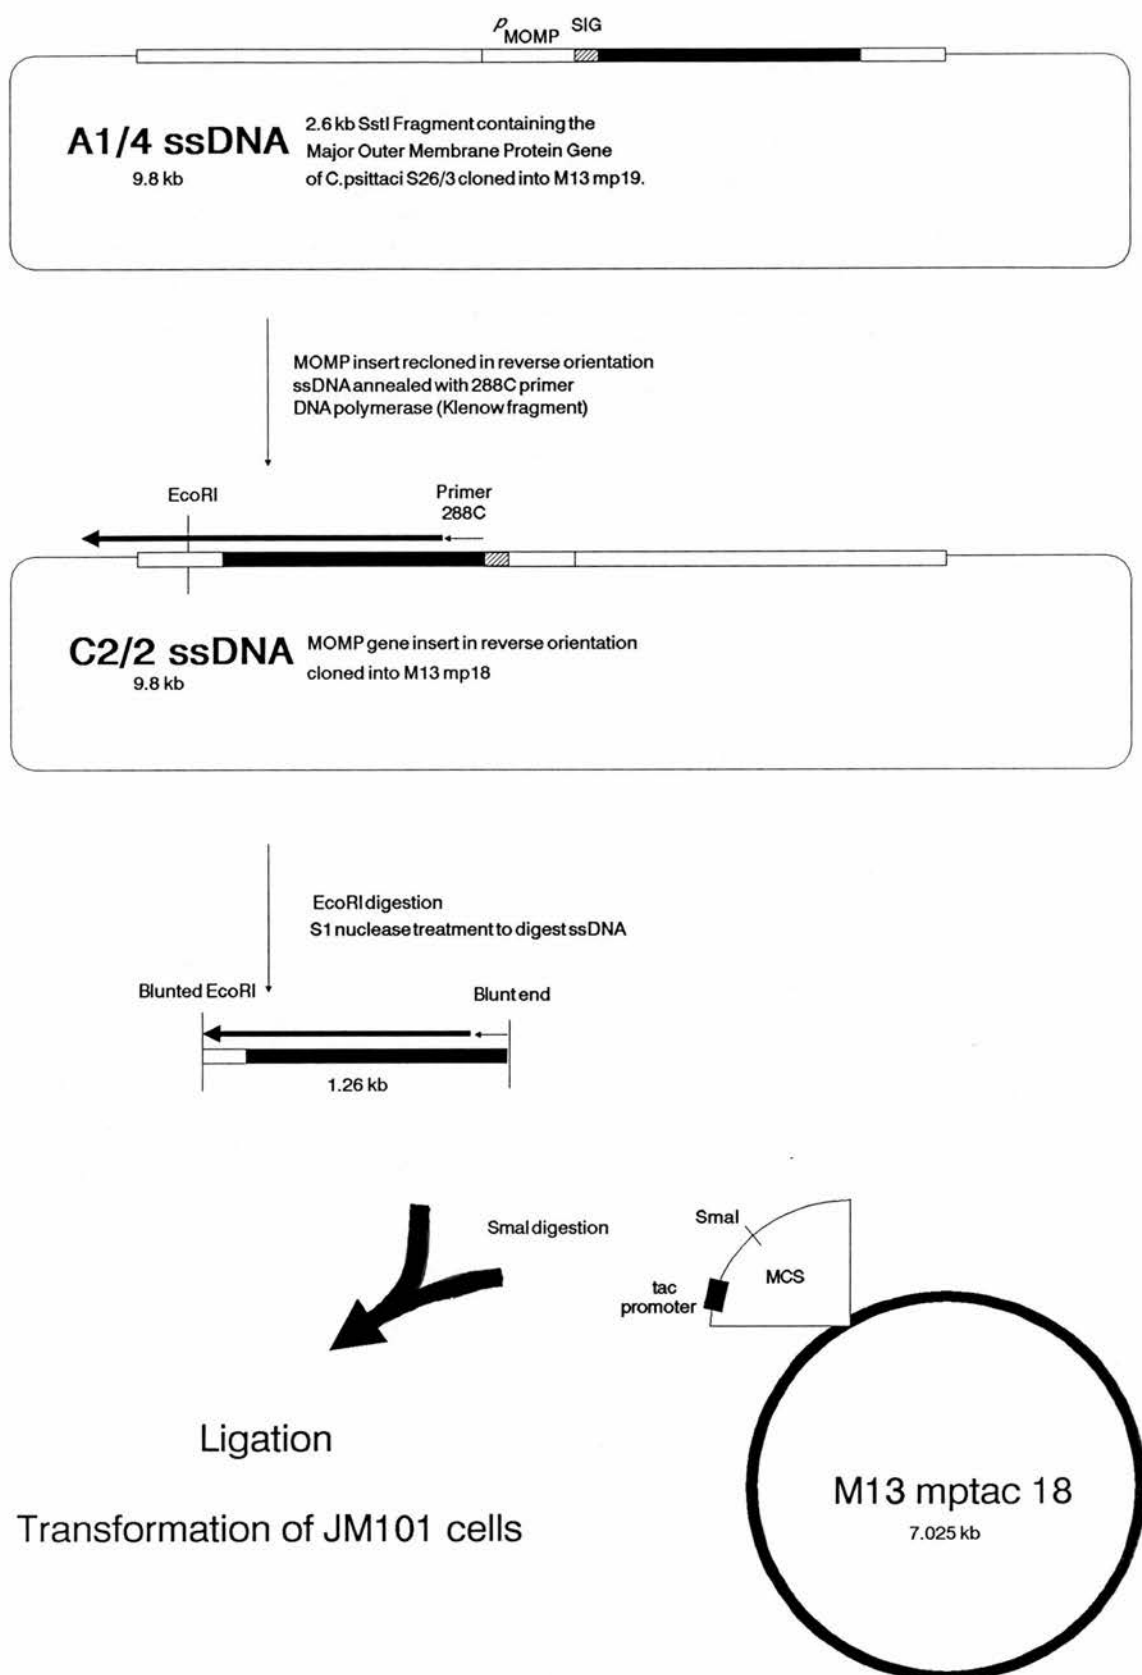 pMOMP SIG
A1/4 ssDNA
9.8 kb
2.6 kb SstI Fragment containing the
Major Outer Membrane Protein Gene
of C.psittaci S26/3 cloned into M13 mp19.
MOMP insert recloned in reverse orientation
ssDNA annealed with 288C primer
DNA polymerase (Klenow fragment)
EcoRI
Primer
288C
C2/2 ssDNA
9.8 kb
MOMP gene insert in reverse orientation
cloned into M13 mp18
EcoRI digestion
S1 nuclease treatment to digest ssDNA
Blunted EcoRI
Blunt end
1.26 kb
SmaI digestion
SmaI
MCS
tac
promoter
Ligation
Transformation of JM101 cells
M13 mptac 18
7.025 kb